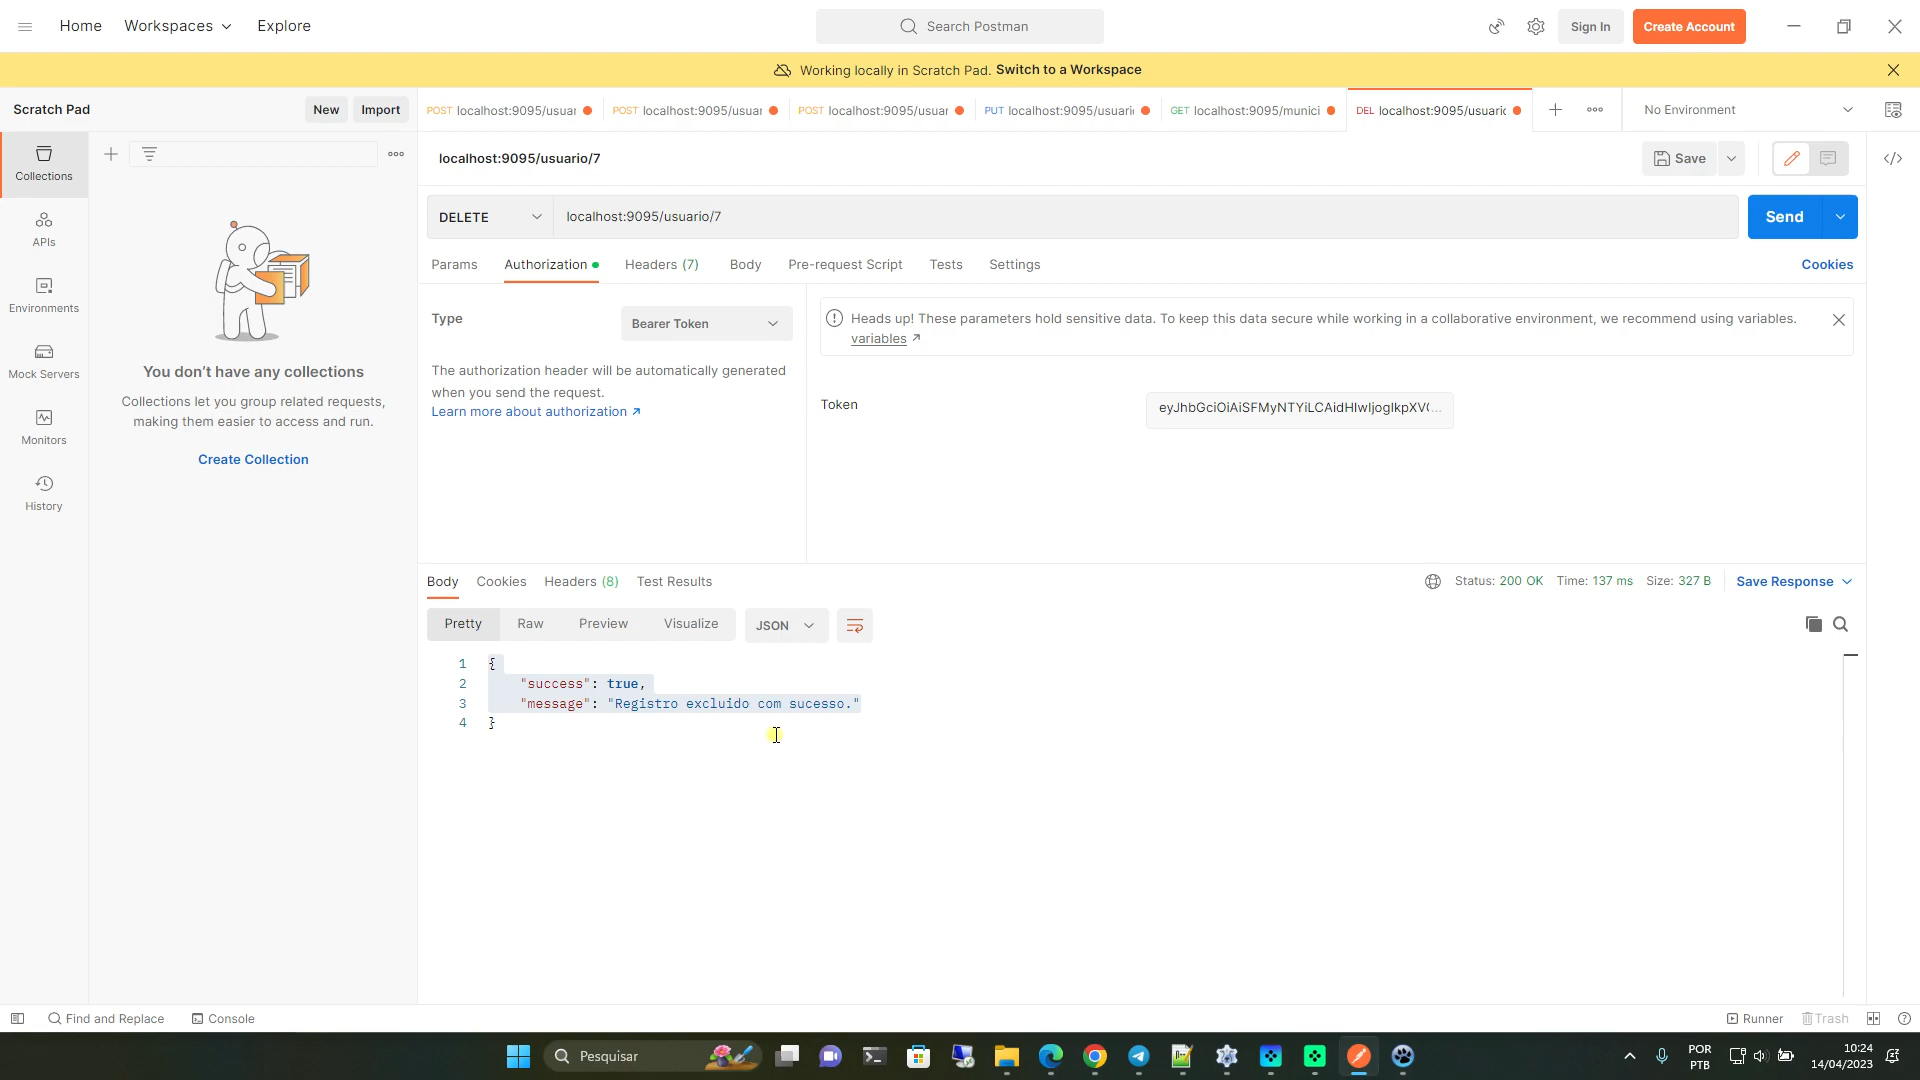 Home Workspaces Explore
Search Postman
Sign In Create Account
Working locally in Scratch Pad. Switch to a Workspace
Scratch Pad New Import
POST localhost:9095/usuar
POST localhost:9095/usuar
POST localhost:9095/usuar
PUT localhost:9095/usuari
GET localhost:9095/munici
DEL localhost:9095/usuaric
No Environment
Collections
APIs
Environments
Mock Servers
Monitors
History
You don't have any collections
Collections let you group related requests,
making them easier to access and run.
Create Collection
localhost:9095/usuario/7
Save
DELETE localhost:9095/usuario/7 Send
Params Authorization Headers (7) Body Pre-request Script Tests Settings Cookies
Type Bearer Token
The authorization header will be automatically generated
when you send the request.
Learn more about authorization ↗
Heads up! These parameters hold sensitive data. To keep this data secure while working in a collaborative environment, we recommend using variables.
variables ↗
Token eyJhbGciOiAiSFMyNTYiLCAidHlwIjogIkpXV(...
Body Cookies Headers (8) Test Results
Status: 200 OK Time: 137 ms Size: 327 B Save Response
Pretty Raw Preview Visualize JSON
1 {
2 "success": true,
3 "message": "Registro excluido com sucesso."
4 }
Find and Replace Console
Runner Trash
Pesquisar
POR
PTB
10:24
14/04/2023